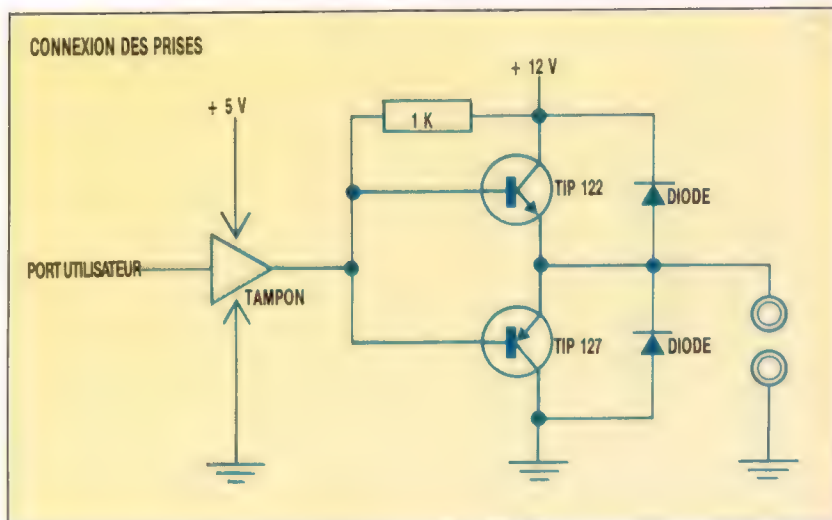 CONNEXION DES PRISES
+ 12 V
+ 5 V
1 K
TIP 122
DIODE
PORT UTILISATEUR
TAMPON
TIP 127
DIODE